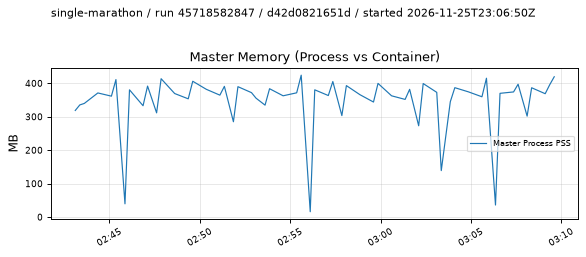 single-marathon / run 45718582847 / d42d0821651d / started 2026-11-25T23:06:50Z
Master Memory (Process vs Container)
MB
400
300
200
100
0
Master Process PSS
02:45
02:50
02:55
03:00
03:05
03:10